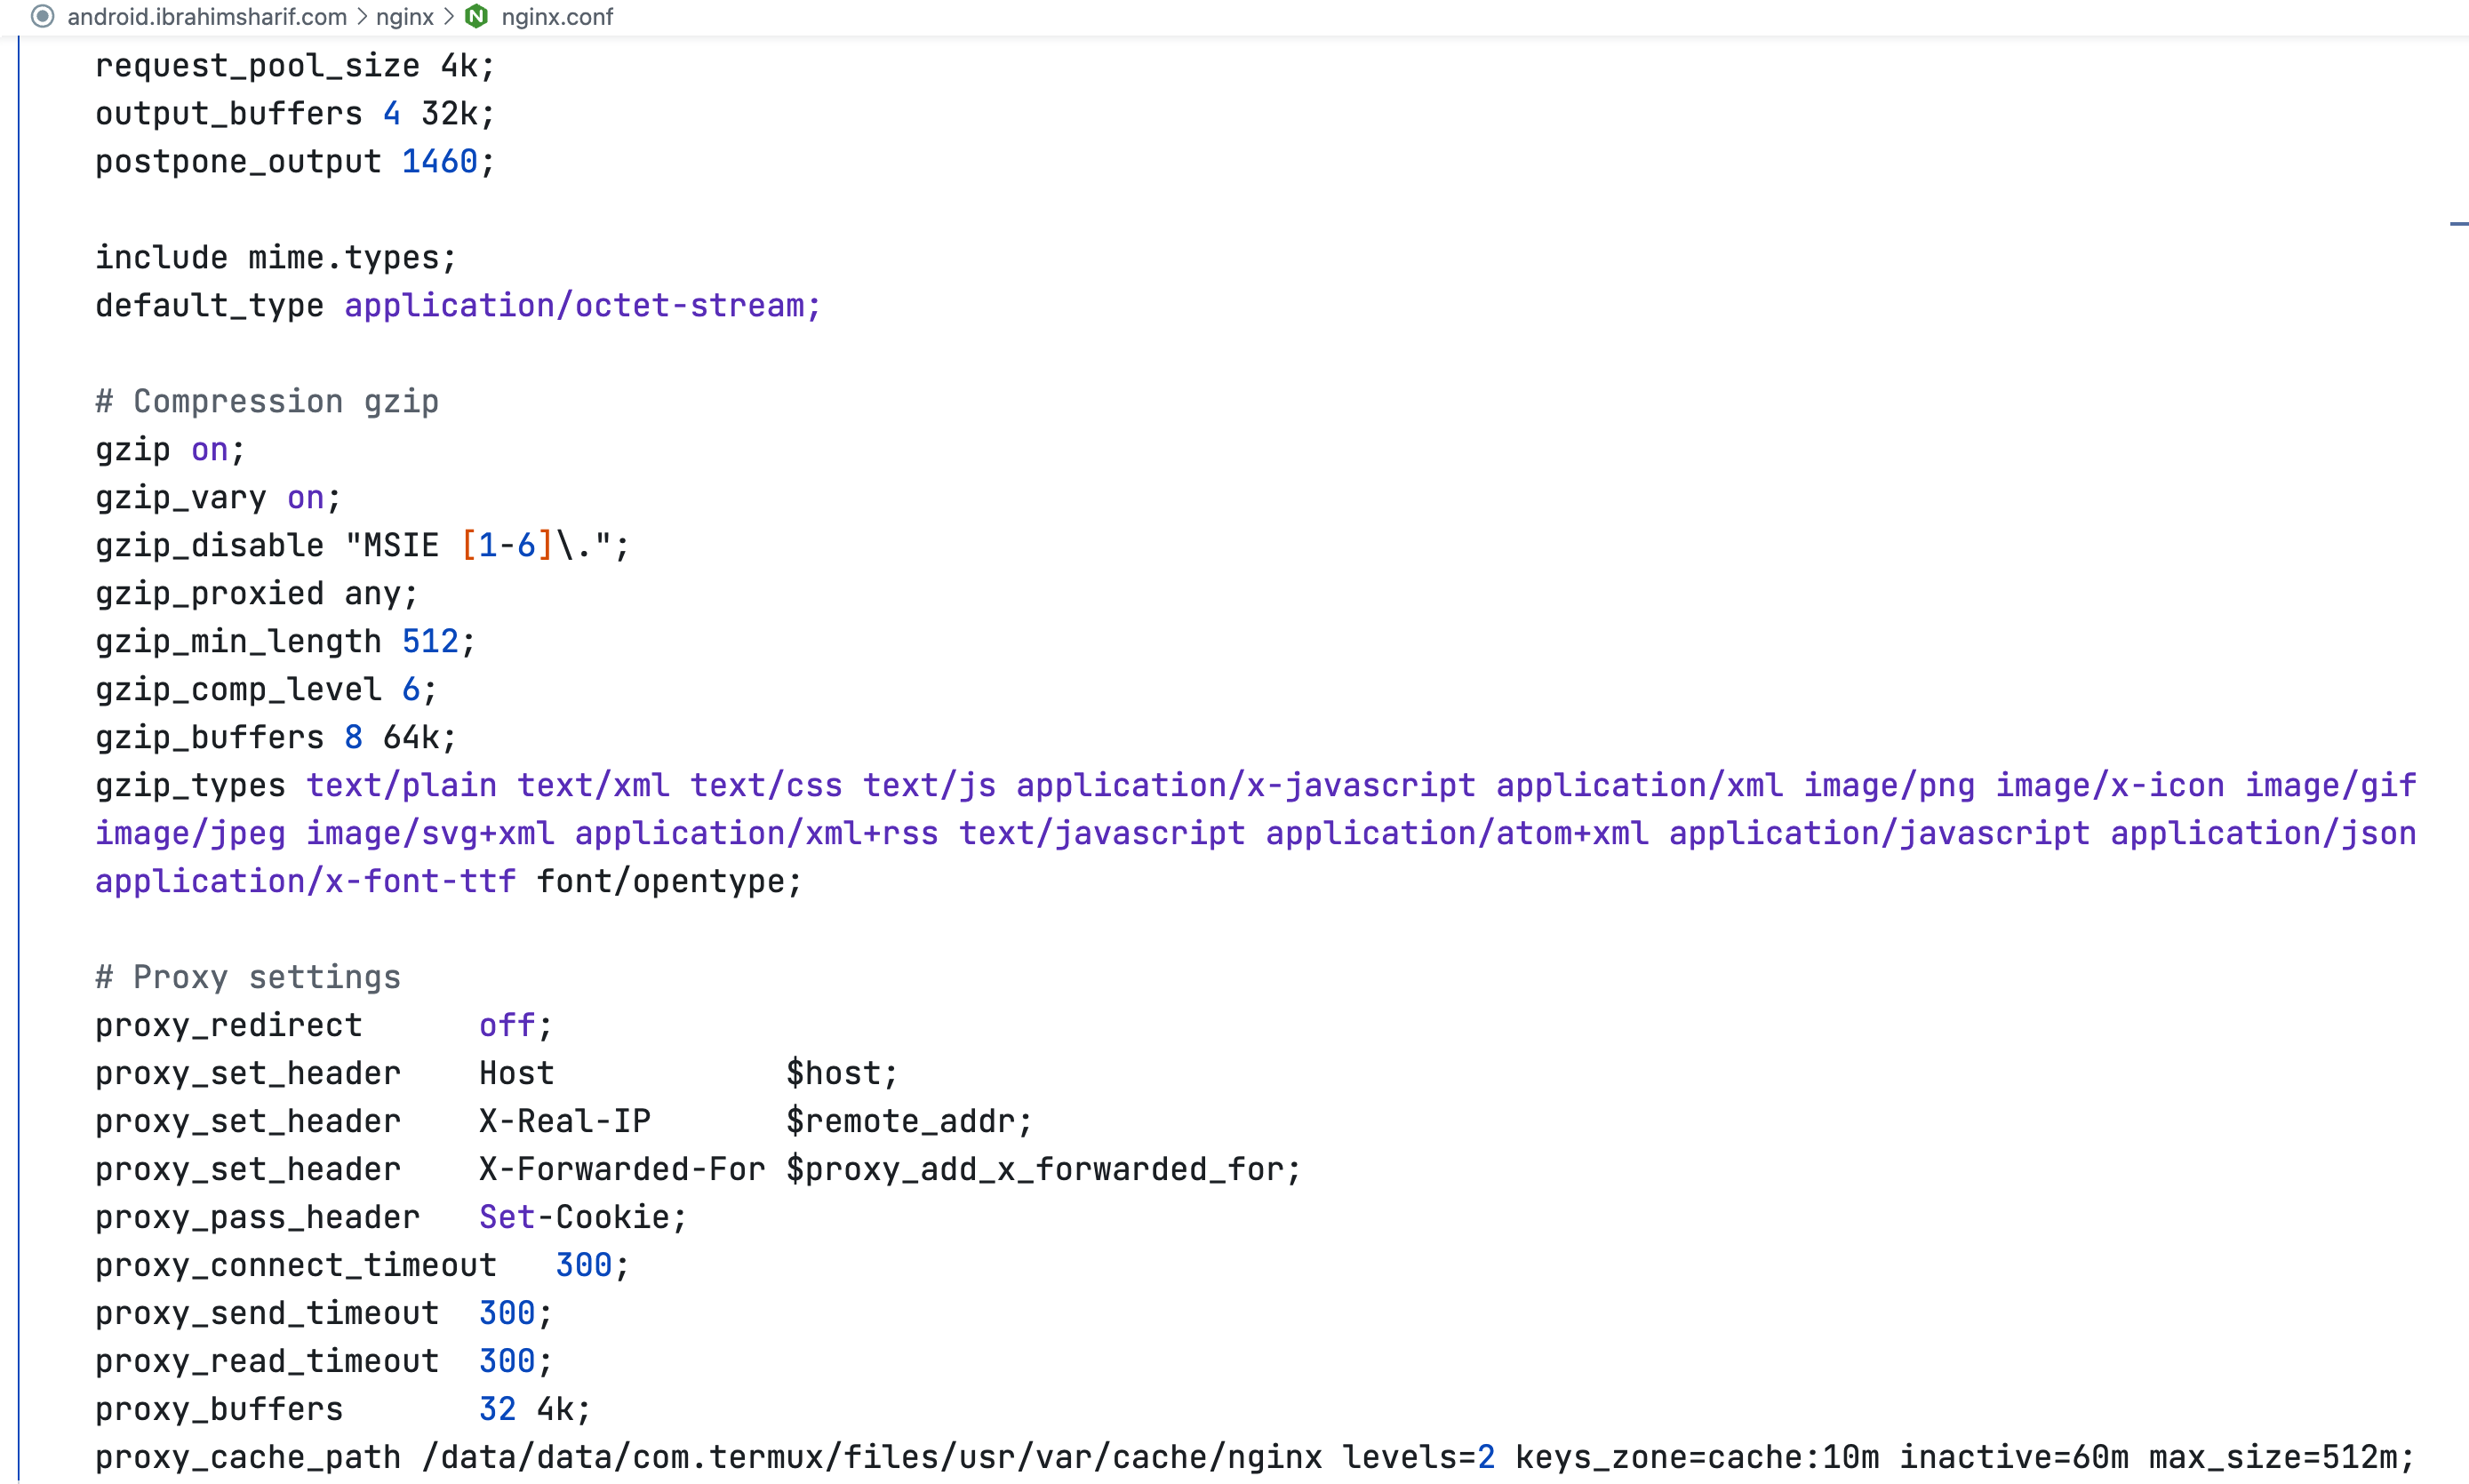 android.ibrahimsharif.com > nginx > nginx.conf
request_pool_size 4k;
output_buffers 4 32k;
postpone_output 1460;
include mime.types;
default_type application/octet-stream;
# Compression gzip
gzip on;
gzip_vary on;
gzip_disable "MSIE [1-6]\.";
gzip_proxied any;
gzip_min_length 512;
gzip_comp_level 6;
gzip_buffers 8 64k;
gzip_types text/plain text/xml text/css text/js application/x-javascript application/xml image/png image/x-icon image/gif
image/jpeg image/svg+xml application/xml+rss text/javascript application/atom+xml application/javascript application/json
application/x-font-ttf font/opentype;
# Proxy settings
proxy_redirect      off;
proxy_set_header    Host            $host;
proxy_set_header    X-Real-IP       $remote_addr;
proxy_set_header    X-Forwarded-For $proxy_add_x_forwarded_for;
proxy_pass_header   Set-Cookie;
proxy_connect_timeout   300;
proxy_send_timeout  300;
proxy_read_timeout  300;
proxy_buffers       32 4k;
proxy_cache_path /data/data/com.termux/files/usr/var/cache/nginx levels=2 keys_zone=cache:10m inactive=60m max_size=512m;